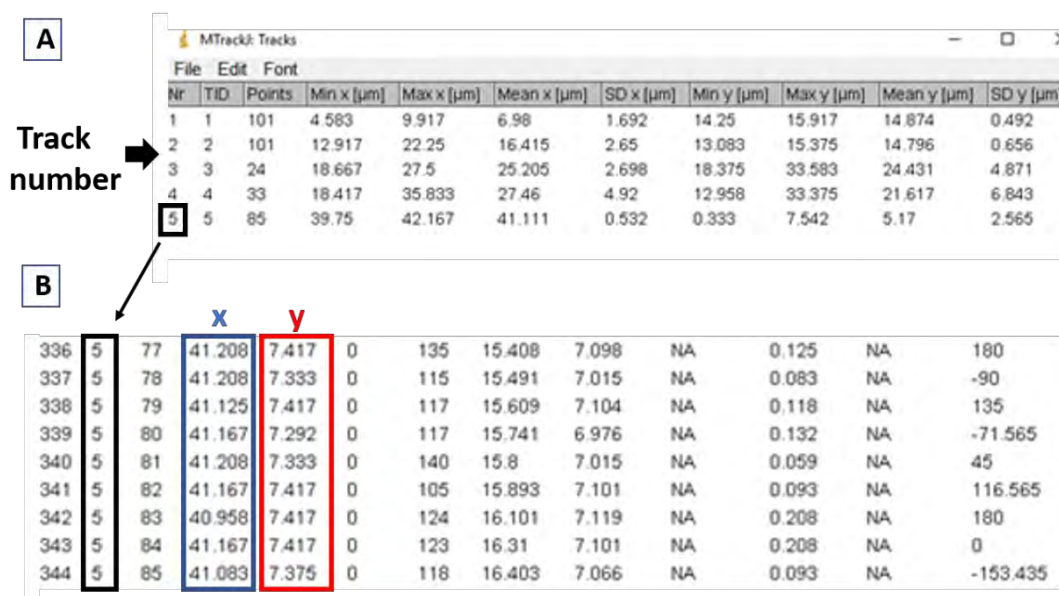 A
MTrackJ: Tracks
File Edit Font
Nr TID Points Min x [µm] Max x [µm] Mean x [µm] SD x [µm] Min y [µm] Max y [µm] Mean y [µm] SD y [µm]
1 1 101 4.583 9.917 6.98 1.692 14.25 15.917 14.874 0.492
Track number
2 2 101 12.917 22.25 16.415 2.65 13.083 15.375 14.796 0.656
3 3 24 18.667 27.5 25.205 2.698 18.375 33.583 24.431 4.871
4 4 33 18.417 35.833 27.46 4.92 12.958 33.375 21.617 6.843
5 5 85 39.75 42.167 41.111 0.532 0.333 7.542 5.17 2.565
B
x y
336 5 77 41.208 7.417 0 135 15.408 7.098 NA 0.125 NA 180
337 5 78 41.208 7.333 0 115 15.491 7.015 NA 0.083 NA -90
338 5 79 41.125 7.417 0 117 15.609 7.104 NA 0.118 NA 135
339 5 80 41.167 7.292 0 117 15.741 6.976 NA 0.132 NA -71.565
340 5 81 41.208 7.333 0 140 15.8 7.015 NA 0.059 NA 45
341 5 82 41.167 7.417 0 105 15.893 7.101 NA 0.093 NA 116.565
342 5 83 40.958 7.417 0 124 16.101 7.119 NA 0.208 NA 180
343 5 84 41.167 7.417 0 123 16.31 7.101 NA 0.208 NA 0
344 5 85 41.083 7.375 0 118 16.403 7.066 NA 0.093 NA -153.435